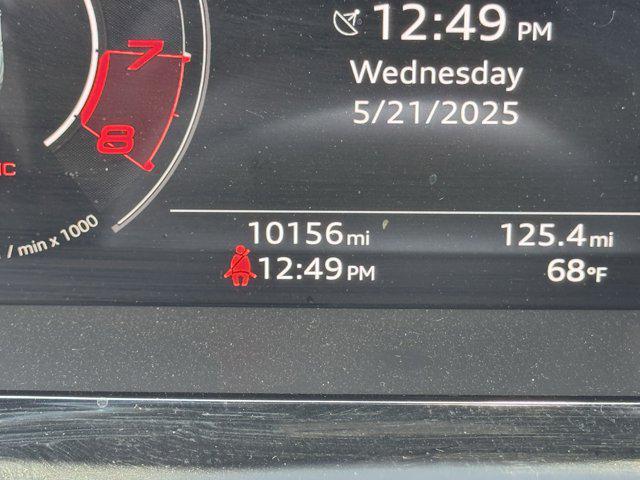 12:49 PM
7
Wednesday
5/21/2025
8
/ min x 1000
10156 mi 125.4 mi
12:49 PM 68°F